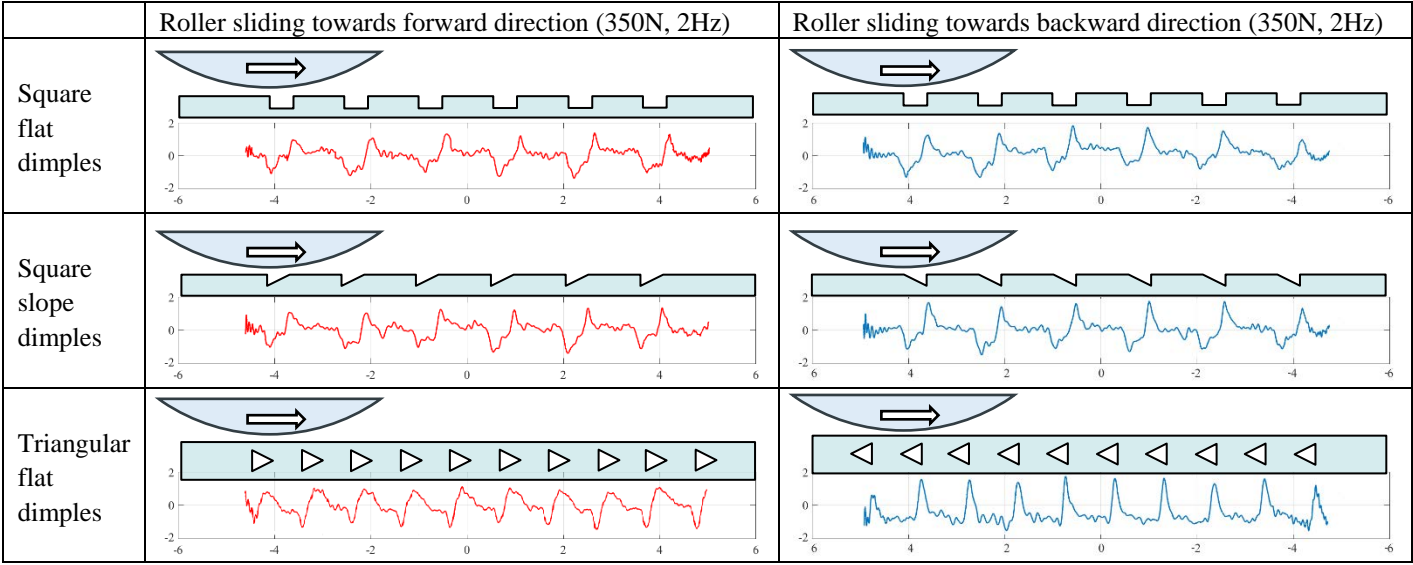 Roller sliding towards forward direction (350N, 2Hz)
Roller sliding towards backward direction (350N, 2Hz)
Square
flat
dimples
2
0
-2
-6 -4 -2 0 2 4 6
2
0
-2
6 4 2 0 -2 -4 -6
Square
slope
dimples
2
0
-2
-6 -4 -2 0 2 4 6
2
0
-2
6 4 2 0 -2 -4 -6
Triangular
flat
dimples
2
0
-2
-6 -4 -2 0 2 4 6
2
0
-2
6 4 2 0 -2 -4 -6